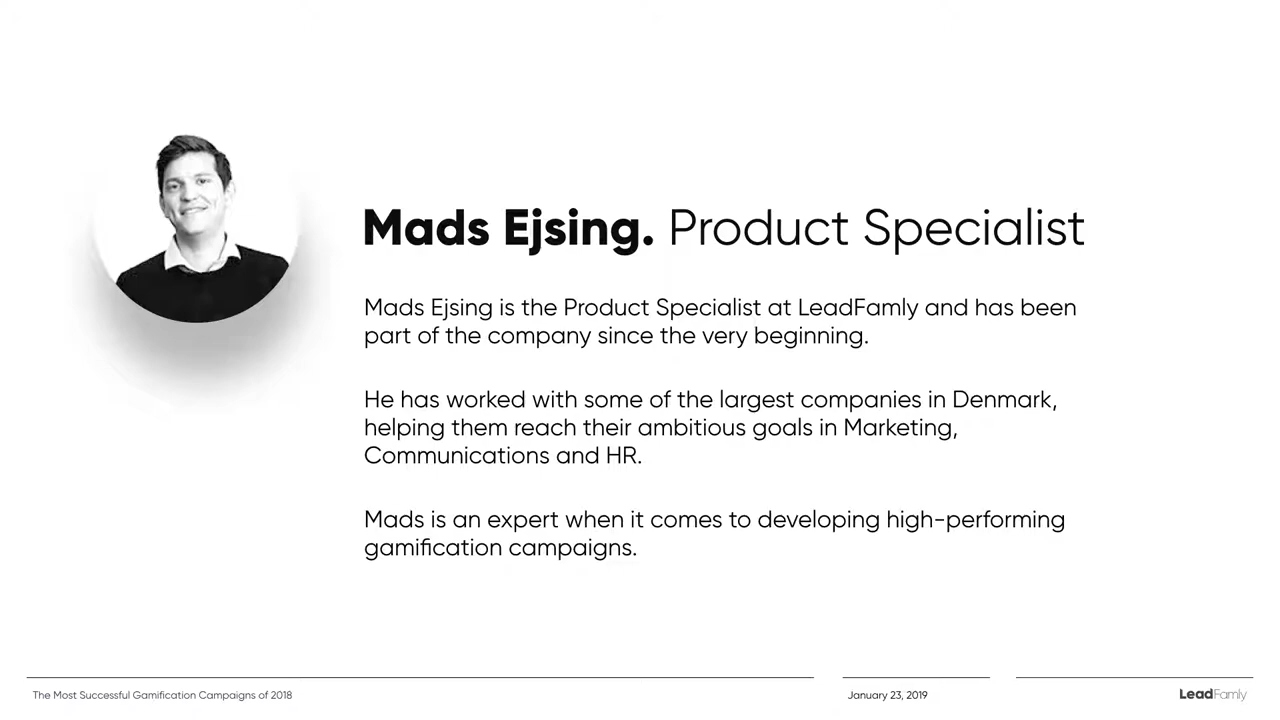 Mads Ejsing. Product Specialist
Mads Ejsing is the Product Specialist at LeadFamly and has been
part of the company since the very beginning.
He has worked with some of the largest companies in Denmark,
helping them reach their ambitious goals in Marketing,
Communications and HR.
Mads is an expert when it comes to developing high-performing
gamification campaigns.
The Most Successful Gamification Campaigns of 2018
January 23, 2019
LeadFamly